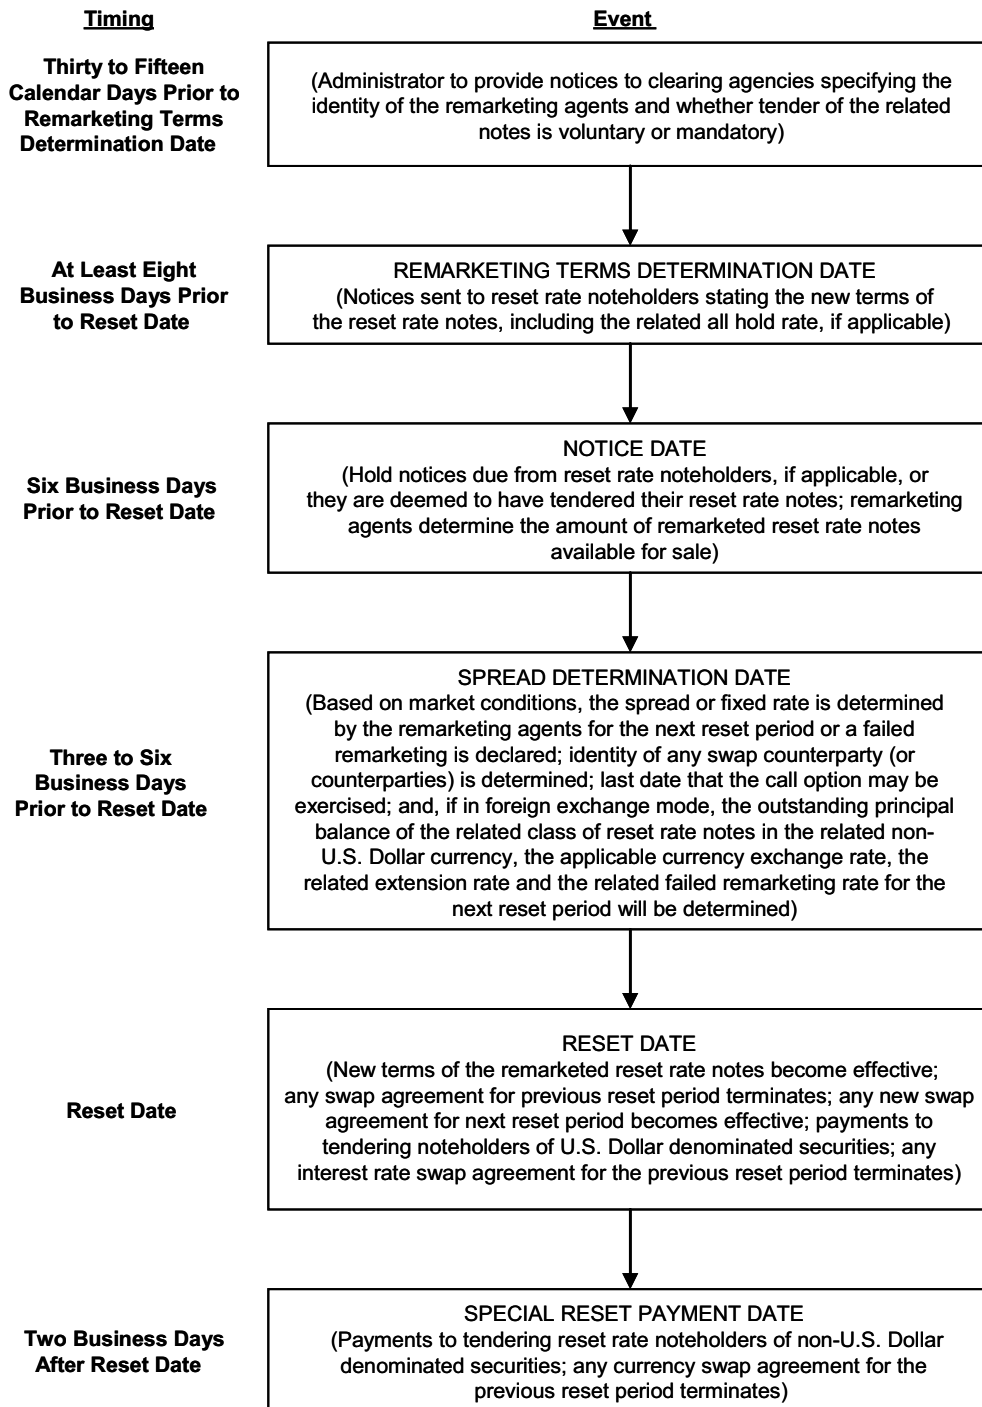 Timing
Event
Thirty to Fifteen
Calendar Days Prior to
Remarketing Terms
Determination Date
(Administrator to provide notices to clearing agencies specifying the
identity of the remarketing agents and whether tender of the related
notes is voluntary or mandatory)
At Least Eight
Business Days Prior
to Reset Date
REMARKETING TERMS DETERMINATION DATE
(Notices sent to reset rate noteholders stating the new terms of
the reset rate notes, including the related all hold rate, if applicable)
Six Business Days
Prior to Reset Date
NOTICE DATE
(Hold notices due from reset rate noteholders, if applicable, or
they are deemed to have tendered their reset rate notes; remarketing
agents determine the amount of remarketed reset rate notes
available for sale)
Three to Six
Business Days
Prior to Reset Date
SPREAD DETERMINATION DATE
(Based on market conditions, the spread or fixed rate is determined
by the remarketing agents for the next reset period or a failed
remarketing is declared; identity of any swap counterparty (or
counterparties) is determined; last date that the call option may be
exercised; and, if in foreign exchange mode, the outstanding principal
balance of the related class of reset rate notes in the related non-
U.S. Dollar currency, the applicable currency exchange rate, the
related extension rate and the related failed remarketing rate for the
next reset period will be determined)
Reset Date
RESET DATE
(New terms of the remarketed reset rate notes become effective;
any swap agreement for previous reset period terminates; any new swap
agreement for next reset period becomes effective; payments to
tendering noteholders of U.S. Dollar denominated securities; any
interest rate swap agreement for the previous reset period terminates)
Two Business Days
After Reset Date
SPECIAL RESET PAYMENT DATE
(Payments to tendering reset rate noteholders of non-U.S. Dollar
denominated securities; any currency swap agreement for the
previous reset period terminates)